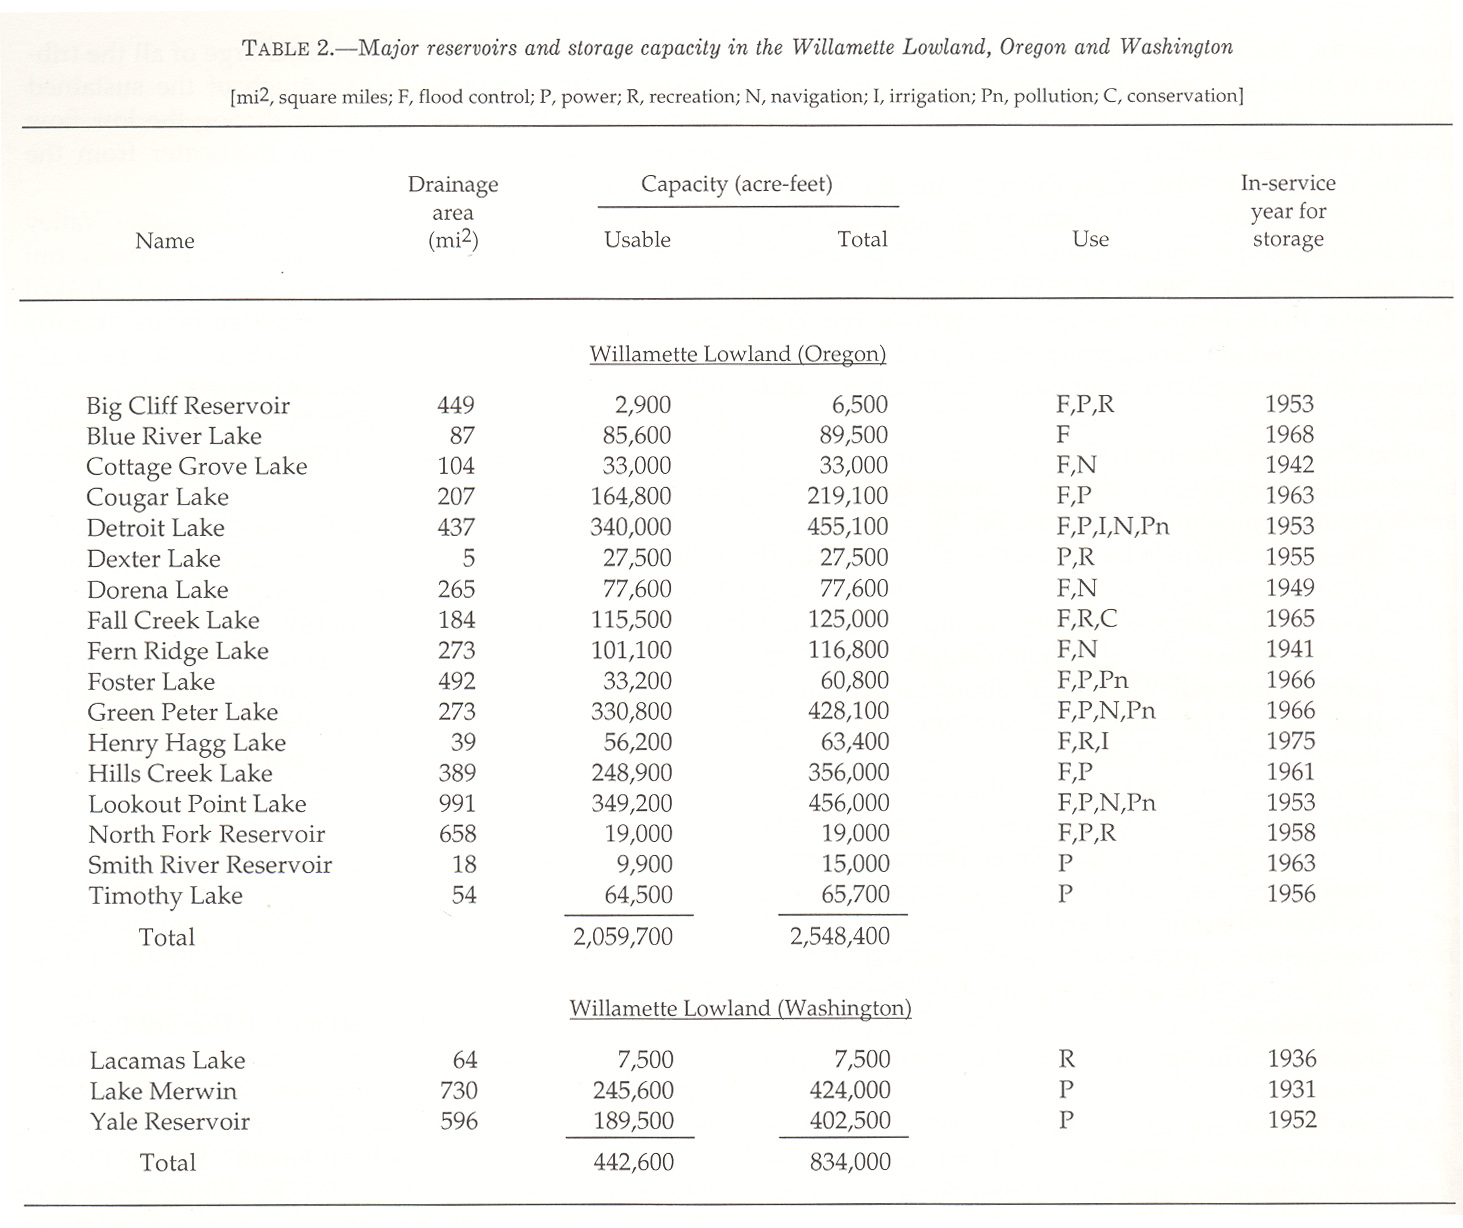 TABLE 2.—Major reservoirs and storage capacity in the Willamette Lowland, Oregon and Washington
[mi2, square miles; F, flood control; P, power; R, recreation; N, navigation; I, irrigation; Pn, pollution; C, conservation]
Drainage Capacity (acre-feet) In-service
area year for
Name (mi2) Usable Total Use storage
Willamette Lowland (Oregon)
Big Cliff Reservoir 449 2,900 6,500 F,P,R 1953
Blue River Lake 87 85,600 89,500 F 1968
Cottage Grove Lake 104 33,000 33,000 F,N 1942
Cougar Lake 207 164,800 219,100 F,P 1963
Detroit Lake 437 340,000 455,100 F,P,I,N,Pn 1953
Dexter Lake 5 27,500 27,500 P,R 1955
Dorena Lake 265 77,600 77,600 F,N 1949
Fall Creek Lake 184 115,500 125,000 F,R,C 1965
Fern Ridge Lake 273 101,100 116,800 F,N 1941
Foster Lake 492 33,200 60,800 F,P,Pn 1966
Green Peter Lake 273 330,800 428,100 F,P,N,Pn 1966
Henry Hagg Lake 39 56,200 63,400 F,R,I 1975
Hills Creek Lake 389 248,900 356,000 F,P 1961
Lookout Point Lake 991 349,200 456,000 F,P,N,Pn 1953
North Fork Reservoir 658 19,000 19,000 F,P,R 1958
Smith River Reservoir 18 9,900 15,000 P 1963
Timothy Lake 54 64,500 65,700 P 1956
Total 2,059,700 2,548,400
Willamette Lowland (Washington)
Lacamas Lake 64 7,500 7,500 R 1936
Lake Merwin 730 245,600 424,000 P 1931
Yale Reservoir 596 189,500 402,500 P 1952
Total 442,600 834,000